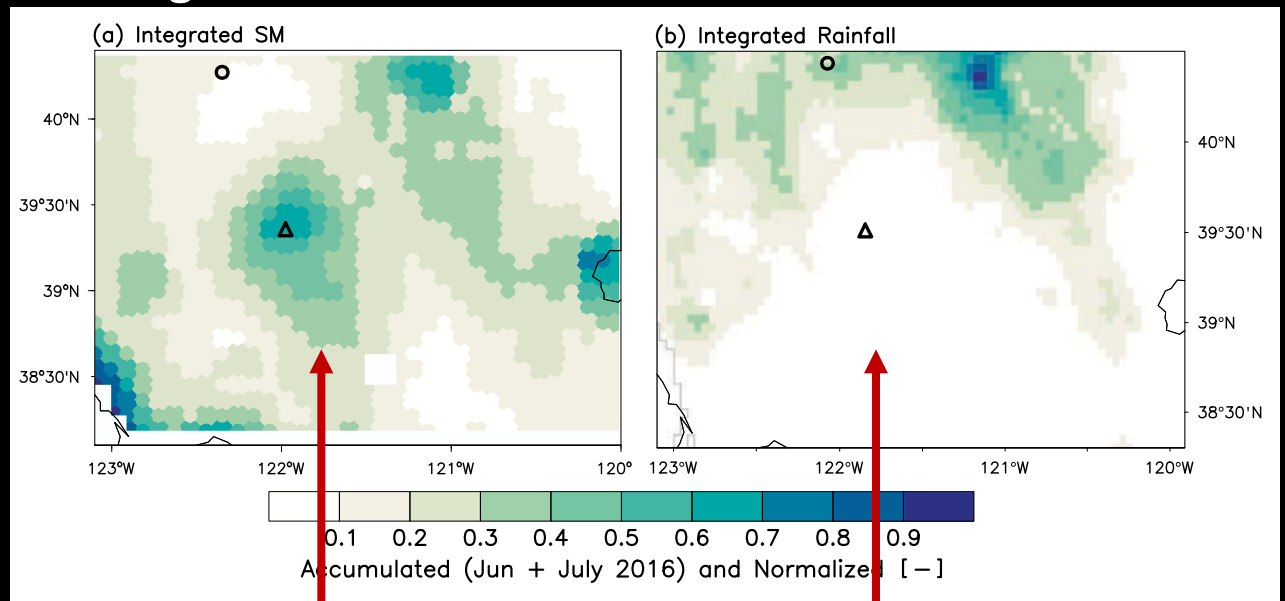 (a) Integrated SM
(b) Integrated Rainfall
40°N
39°30'N
39°N
38°30'N
40°N
39°30'N
39°N
38°30'N
123°W 122°W 121°W 120°
123°W 122°W 121°W 120°W
0.1 0.2 0.3 0.4 0.5 0.6 0.7 0.8 0.9
Accumulated (Jun + July 2016) and Normalized [-]